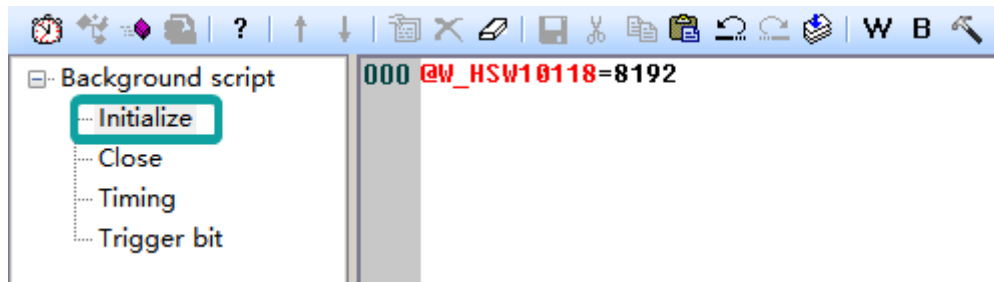 ? W B
Background script
Initialize
Close
Timing
Trigger bit
000 @W_HSW10118=8192